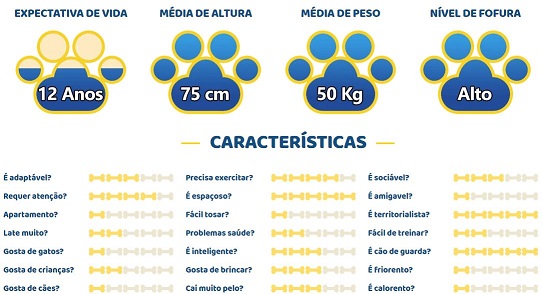 EXPECTATIVA DE VIDA MÉDIA DE ALTURA MÉDIA DE PESO NÍVEL DE FOFURA
12 Anos 75 cm 50 Kg Alto
CARACTERÍSTICAS
É adaptável? Precisa exercitar? É sociável?
Requer atenção? É espaçoso? É amigavel?
Apartamento? Fácil tosar? É territorialista?
Late muito? Problemas saúde? Fácil de treinar?
Gosta de gatos? É inteligente? É cão de guarda?
Gosta de crianças? Gosta de brincar? É friorento?
Gosta de cães? Cai muito pelo? É calorento?